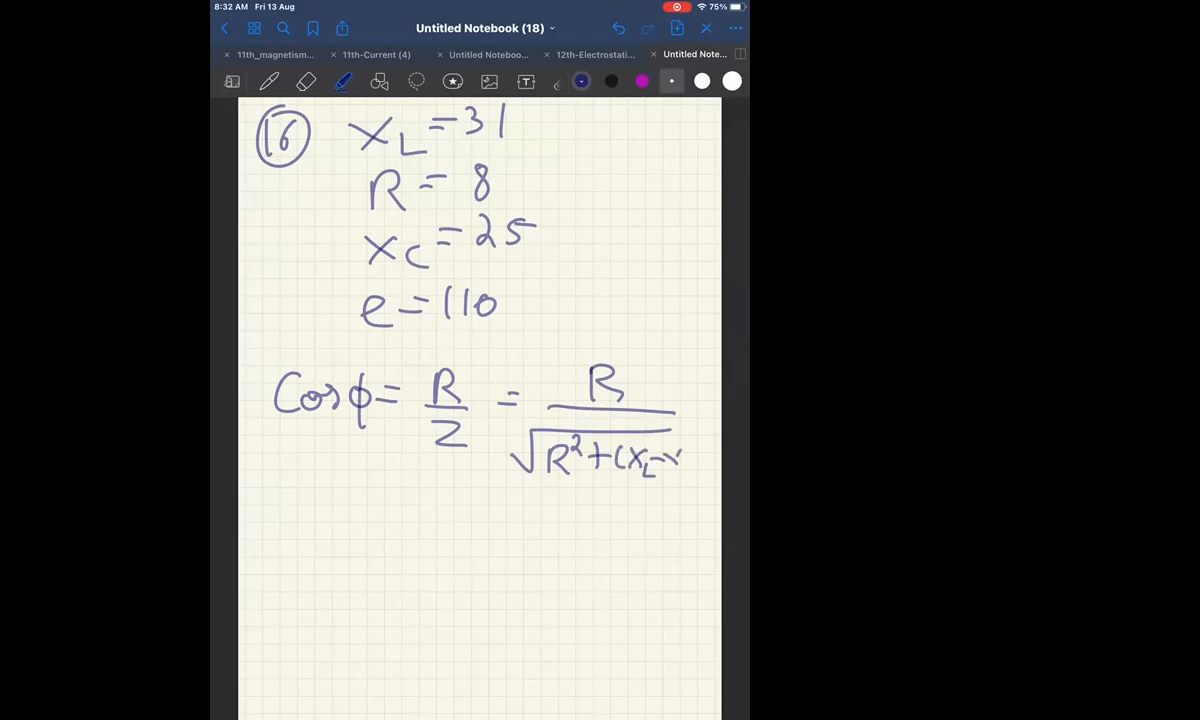 8:32 AM Fri 13 Aug
75%
Untitled Notebook (18)
11th_magnetism...
11th-Current (4)
Untitled Noteboo...
12th-Electrostati...
Untitled Note...
16 XL = 31
R = 8
XC = 25
e = 110
Cosϕ = R/Z = R/√R²+(XL-X